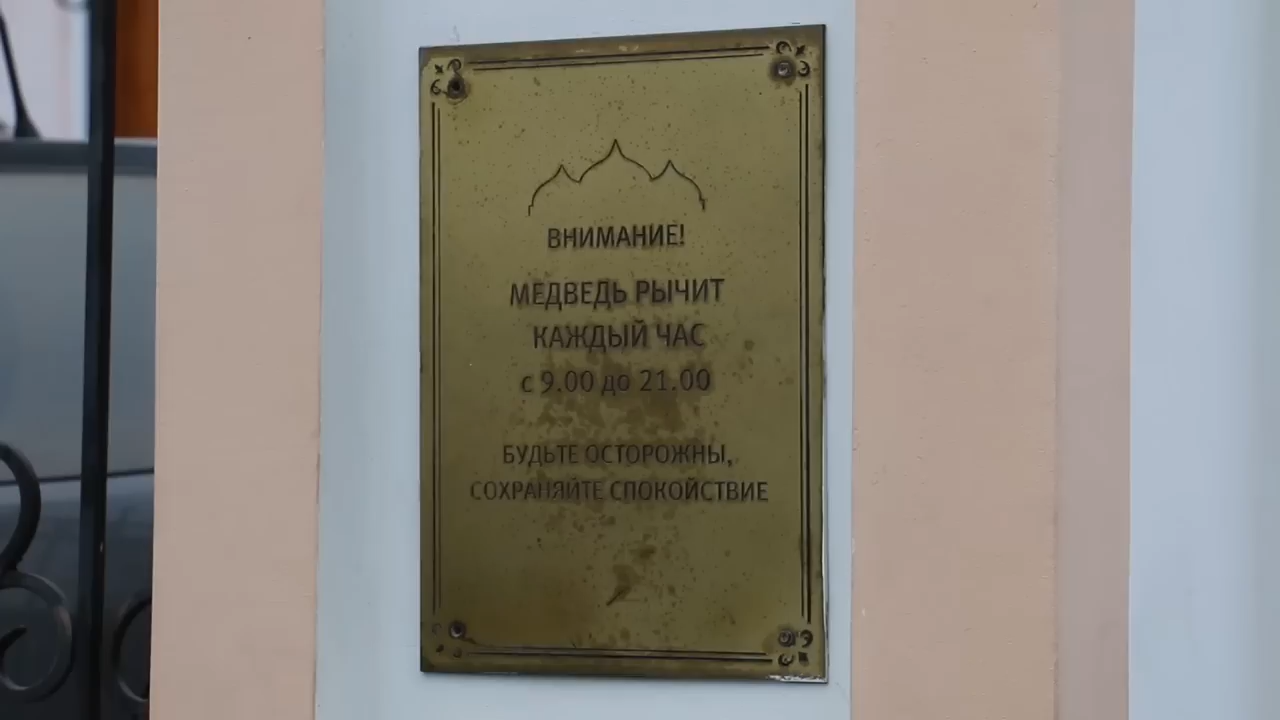 ВНИМАНИЕ!
МЕДВЕДЬ РЫЧИТ
КАЖДЫЙ ЧАС
с 9.00 до 21.00
БУДЬТЕ ОСТОРОЖНЫ,
СОХРАНЯЙТЕ СПОКОЙСТВИЕ